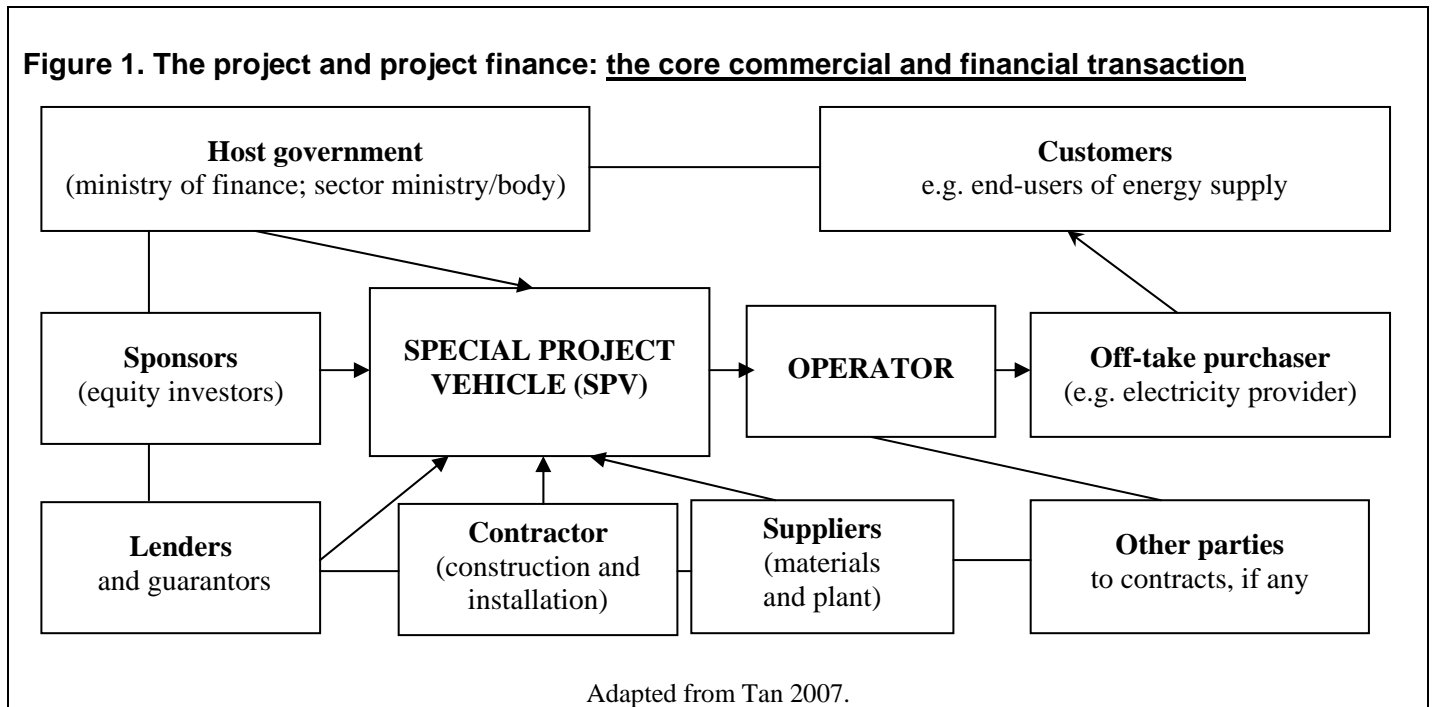 Figure 1. The project and project finance: the core commercial and financial transaction
Host government
(ministry of finance; sector ministry/body)
Customers
e.g. end-users of energy supply
Sponsors
(equity investors)
SPECIAL PROJECT
VEHICLE (SPV)
OPERATOR
Off-take purchaser
(e.g. electricity provider)
Lenders
and guarantors
Contractor
(construction and
installation)
Suppliers
(materials
and plant)
Other parties
to contracts, if any
Adapted from Tan 2007.